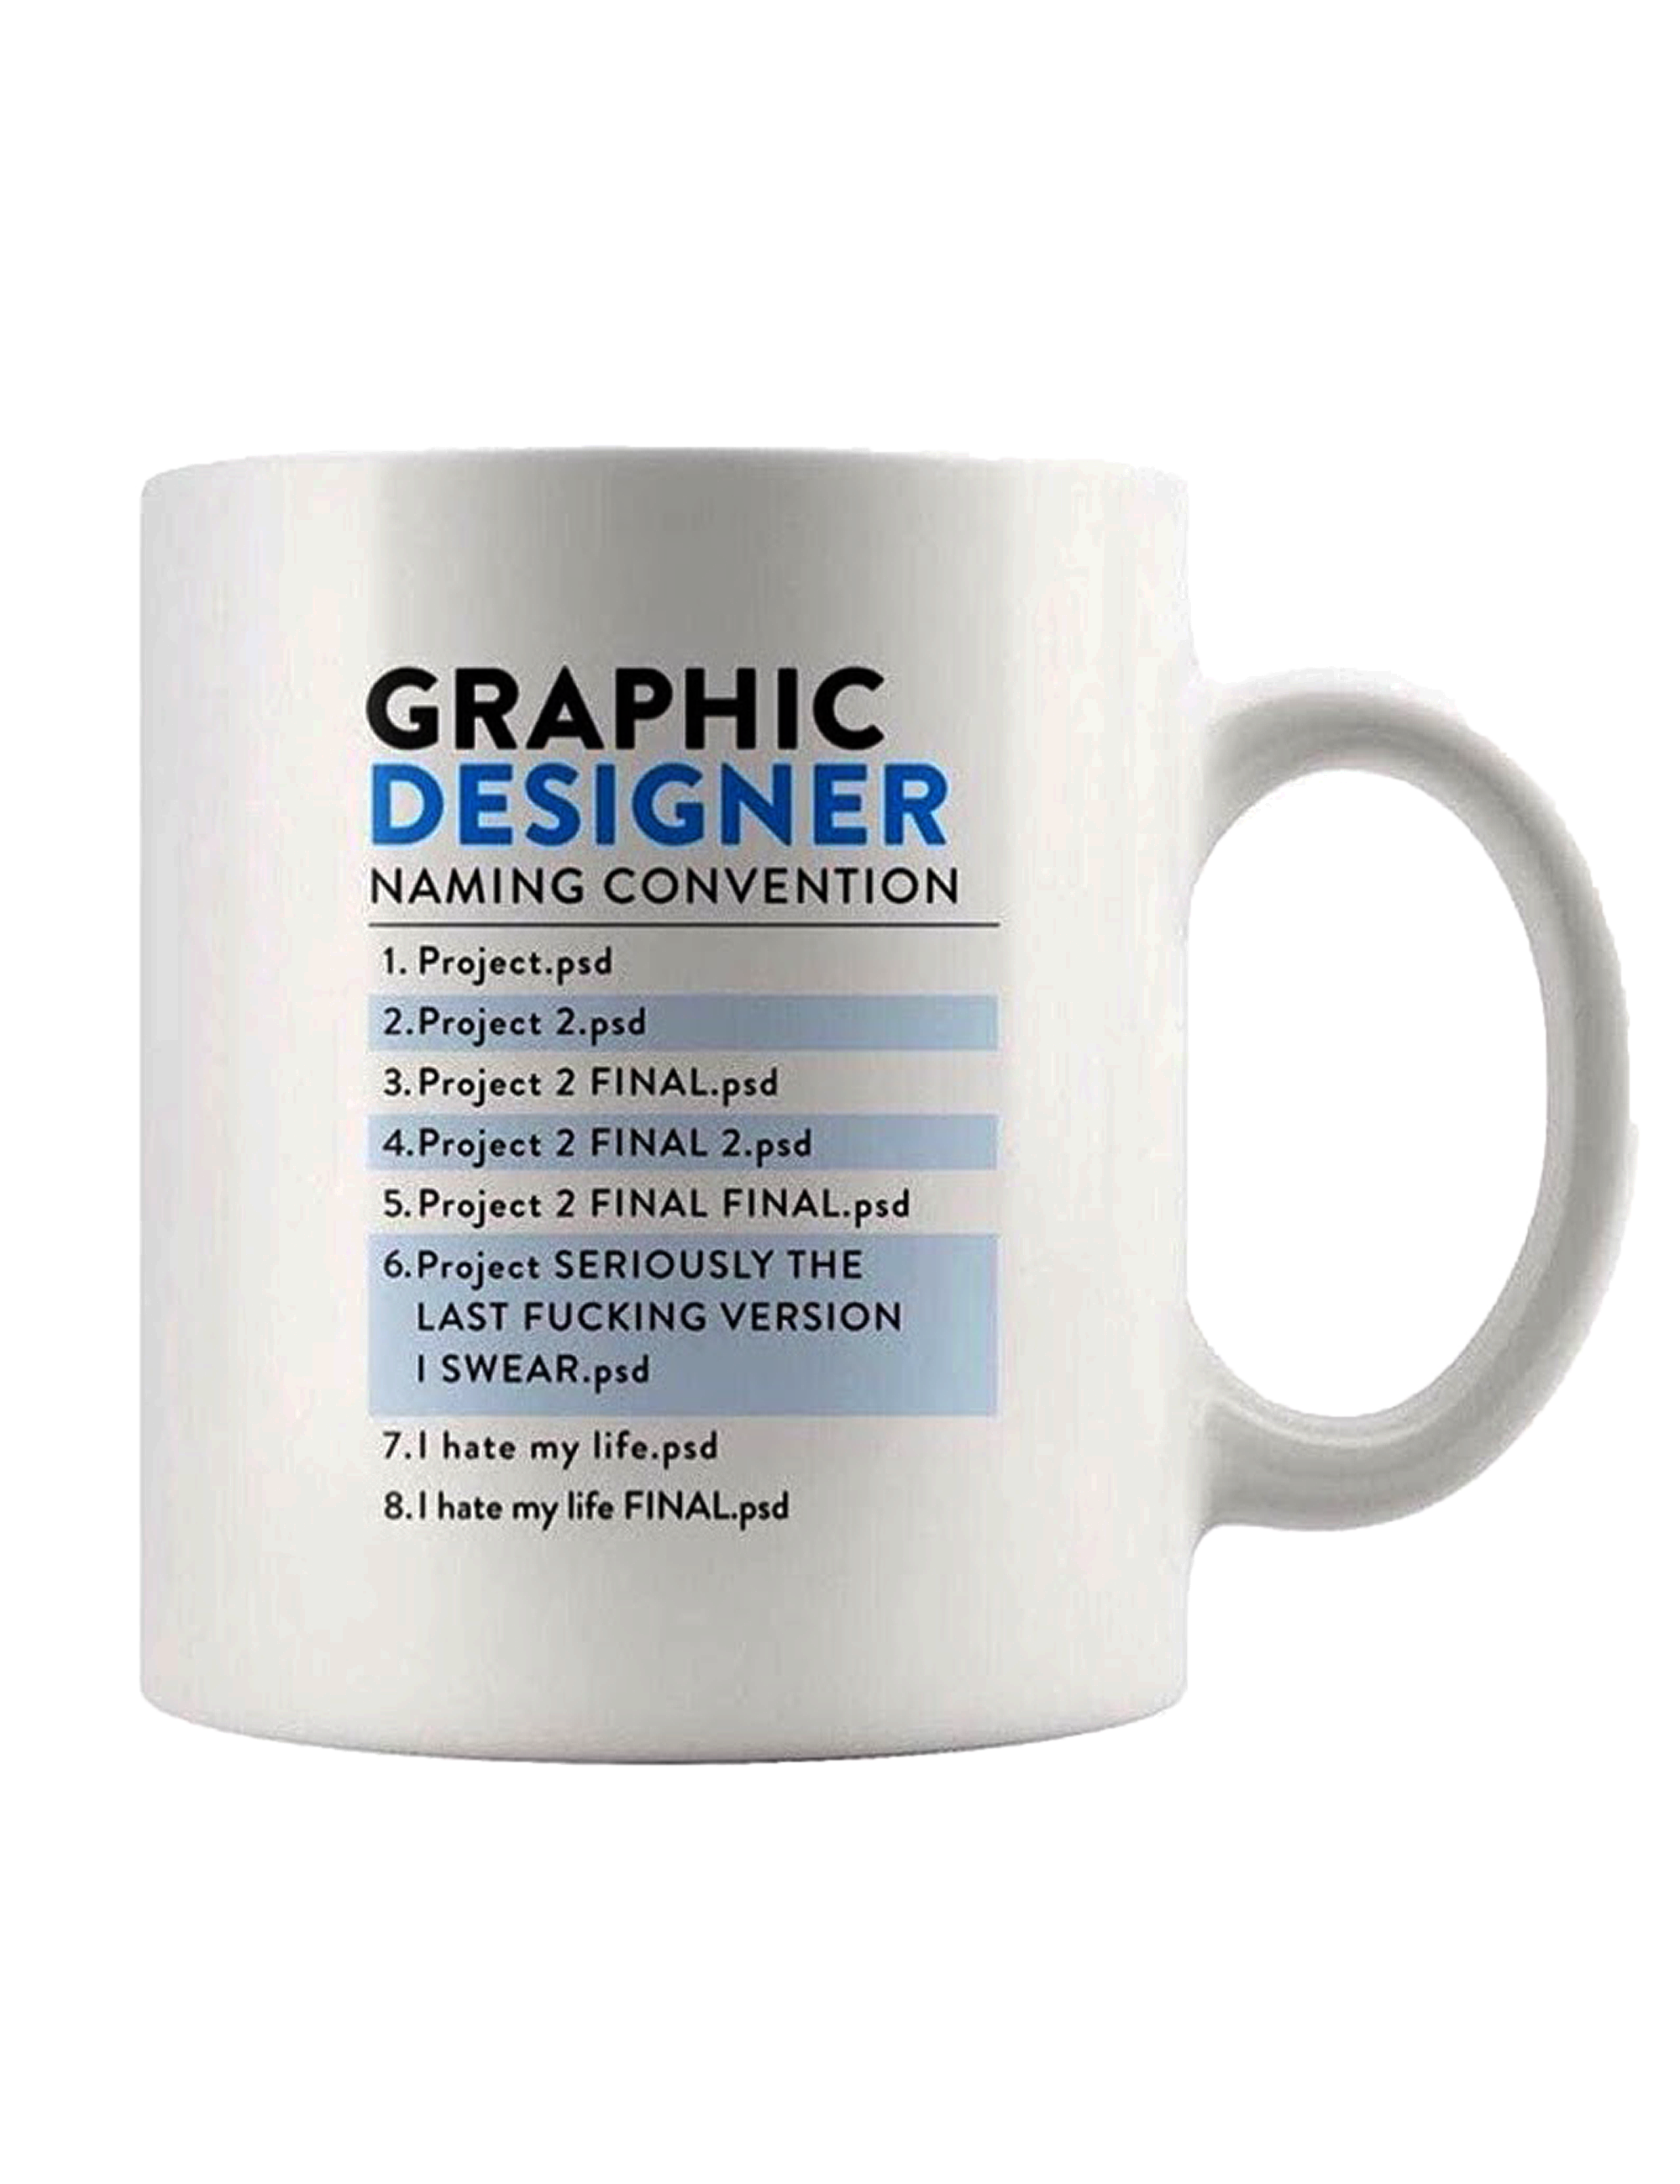 GRAPHIC
DESIGNER
NAMING CONVENTION
1. Project.psd
2.Project 2.psd
3.Project 2 FINAL.psd
4.Project 2 FINAL 2.psd
5.Project 2 FINAL FINAL.psd
6.Project SERIOUSLY THE
LAST FUCKING VERSION
I SWEAR.psd
7.I hate my life.psd
8.I hate my life FINAL.psd